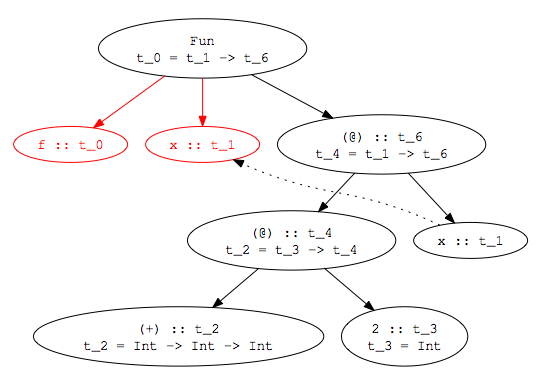 Fun
t_0 = t_1 -> t_6
f :: t_0
x :: t_1
(@) :: t_6
t_4 = t_1 -> t_6
(@) :: t_4
t_2 = t_3 -> t_4
x :: t_1
(+) :: t_2
t_2 = Int -> Int -> Int
2 :: t_3
t_3 = Int